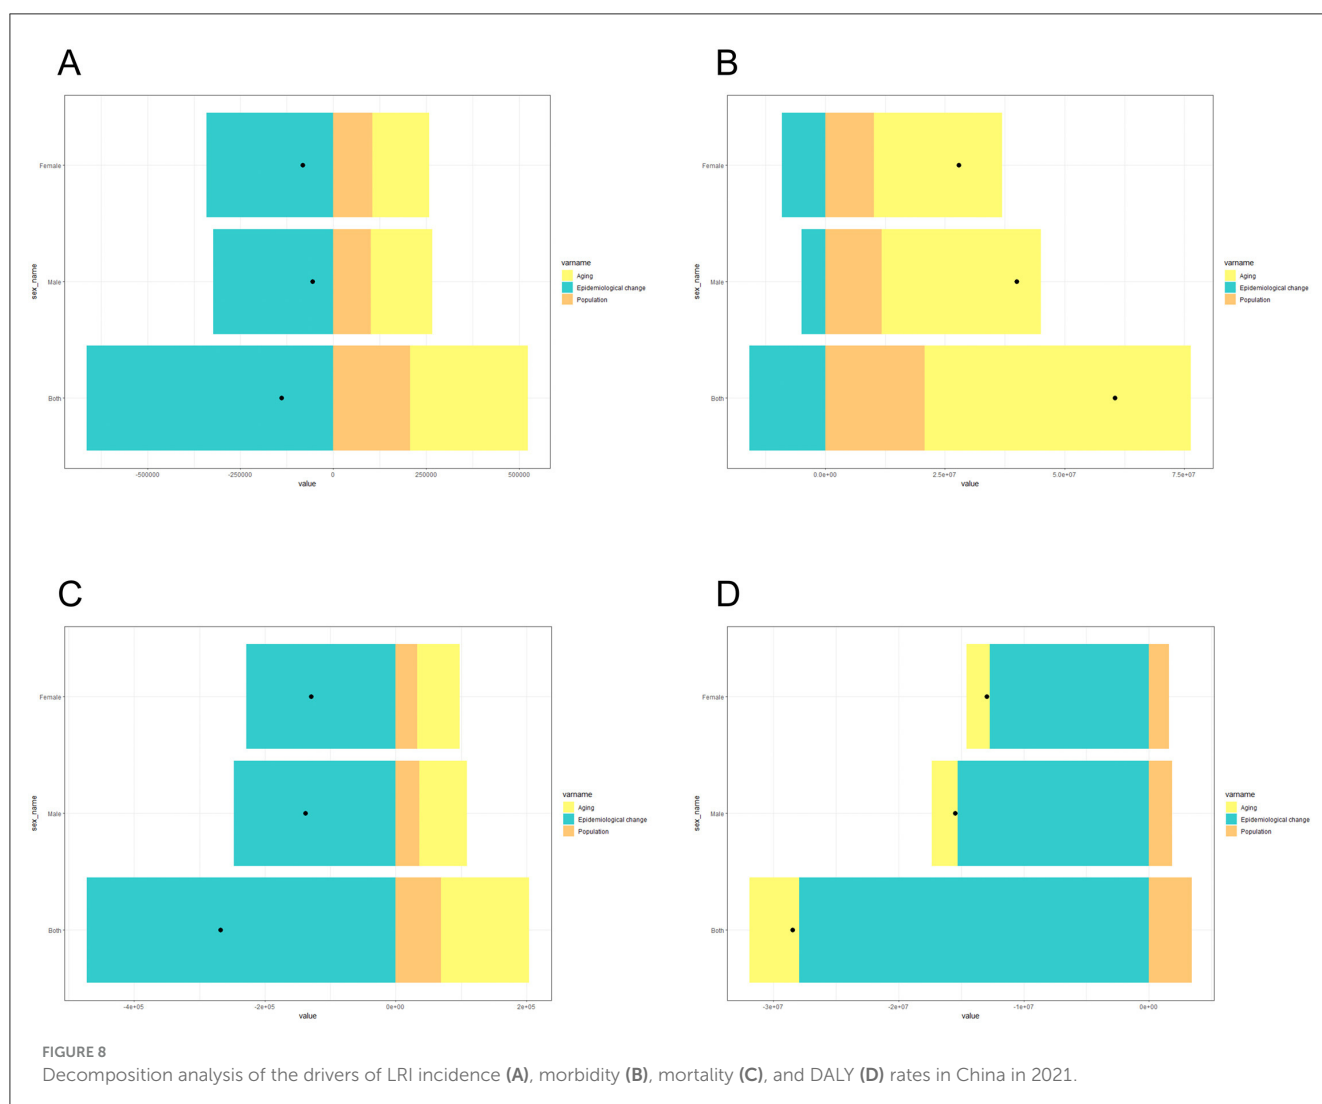 A
Female
Male
Both
sex_name
-500000 -250000 0 250000 500000
value
varname
Aging
Epidemiological change
Population
B
Female
Male
Both
sex_name
0.0e+00 2.5e+07 5.0e+07 7.5e+07
value
varname
Aging
Epidemiological change
Population
C
Female
Male
Both
sex_name
-4e+05 -2e+05 0e+00 2e+05
value
varname
Aging
Epidemiological change
Population
D
Female
Male
Both
sex_name
-3e+07 -2e+07 -1e+07 0e+00
value
varname
Aging
Epidemiological change
Population
FIGURE 8
Decomposition analysis of the drivers of LRI incidence (A), morbidity (B), mortality (C), and DALY (D) rates in China in 2021.